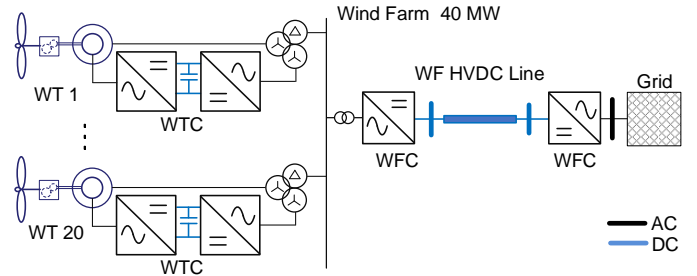 Wind Farm 40 MW
WT 1
WTC
WF HVDC Line
Grid
WFC
WFC
WT 20
WTC
AC
DC